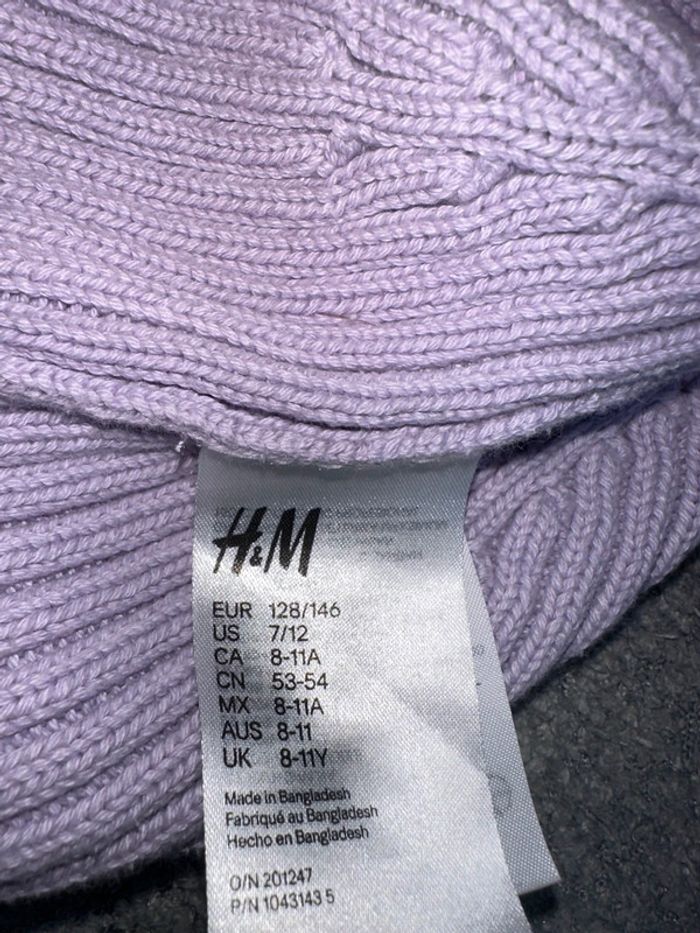 H&M
EUR 128/146
US 7/12
CA 8-11A
CN 53-54
MX 8-11A
AUS 8-11
UK 8-11Y
Made in Bangladesh
Fabriqué au Bangladesh
Hecho en Bangladesh
O/N 201247
P/N 1043143 5